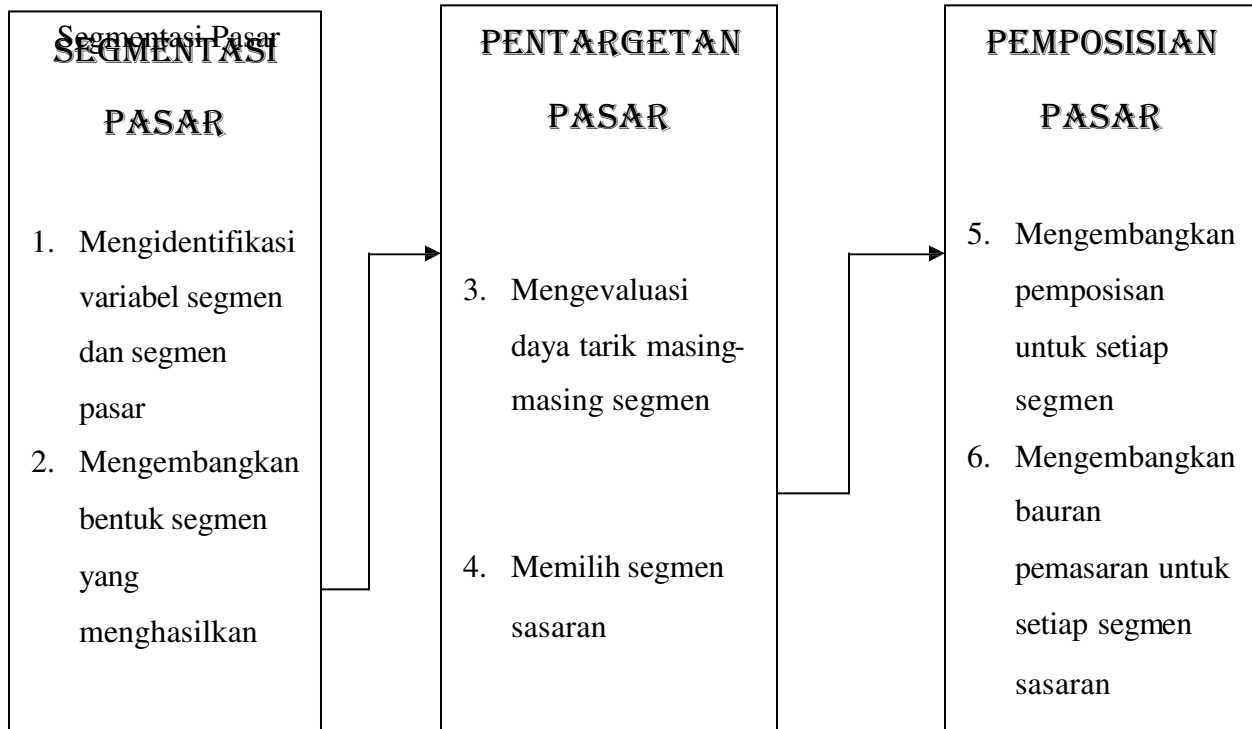 Segmentasi Pasar
SEGMENTASI
PASAR
1. Mengidentifikasi
variabel segmen
dan segmen
pasar
2. Mengembangkan
bentuk segmen
yang
menghasilkan
PENTARGETAN
PASAR
3. Mengevaluasi
daya tarik masing-
masing segmen
4. Memilih segmen
sasaran
PEMPOSISIAN
PASAR
5. Mengembangkan
pemposisan
untuk setiap
segmen
6. Mengembangkan
bauran
pemasaran untuk
setiap segmen
sasaran